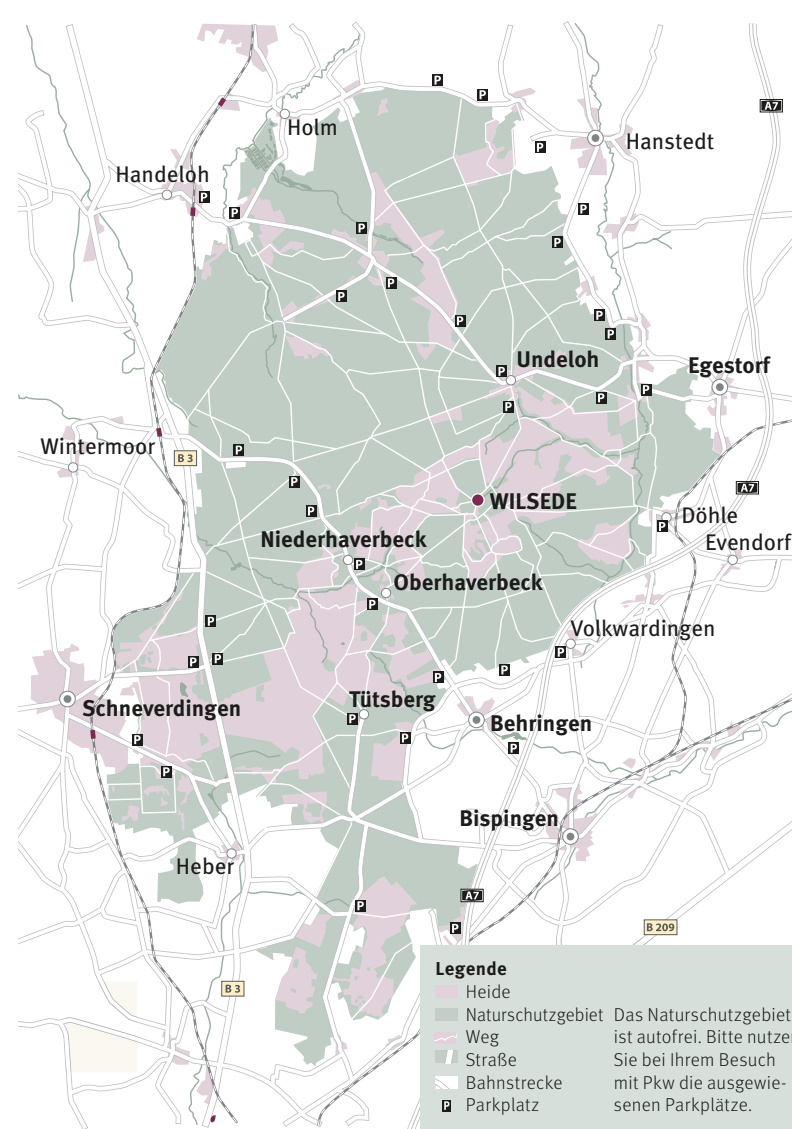 P
P
A7
Holm
Hanstedt
P
Handeloh
P
P
P
P
P
P
P
P
P
P
P
Undeloh
P
Egestorf
P
P
P
Wintermoor
P
B 3
P
A7
WILSEDE
P
Döhle
P
Niederhaverbeck
Evendorf
P
Oberhaverbeck
P
P
Volkwardingen
P
P
P
P
P
Schneverdingen
Tütsberg
P
Behringen
P
P
P
P
Bispingen
Heber
A7
P
P
B 209
B 3
Legende
Heide
Naturschutzgebiet
Weg
Straße
Bahnstrecke
P Parkplatz
Das Naturschutzgebiet
ist autofrei. Bitte nutzen
Sie bei Ihrem Besuch
mit Pkw die ausgewie-
senen Parkplätze.